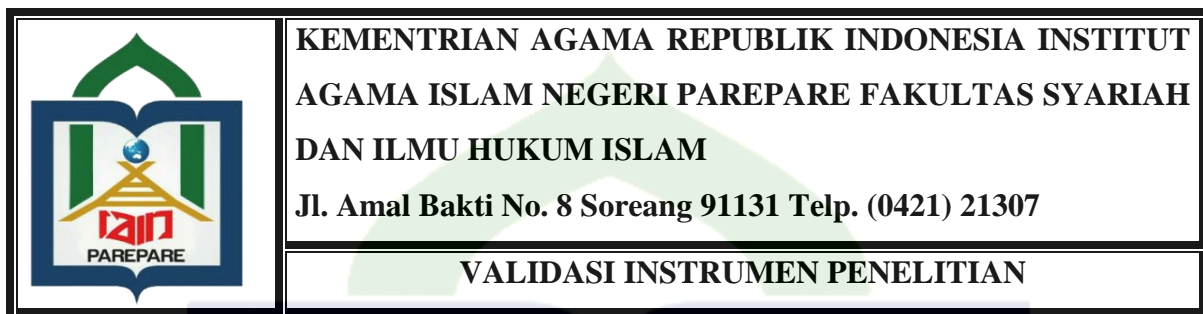 KEMENTRIAN AGAMA REPUBLIK INDONESIA INSTITUT
AGAMA ISLAM NEGERI PAREPARE FAKULTAS SYARIAH
DAN ILMU HUKUM ISLAM
Jl. Amal Bakti No. 8 Soreang 91131 Telp. (0421) 21307
VALIDASI INSTRUMEN PENELITIAN
iain
PAREPARE